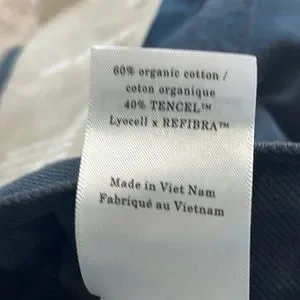 60% organic cotton /
coton organique
40% TENCEL™
Lyocell x REFIBRA™
Made in Viet Nam
Fabriqué au Vietnam